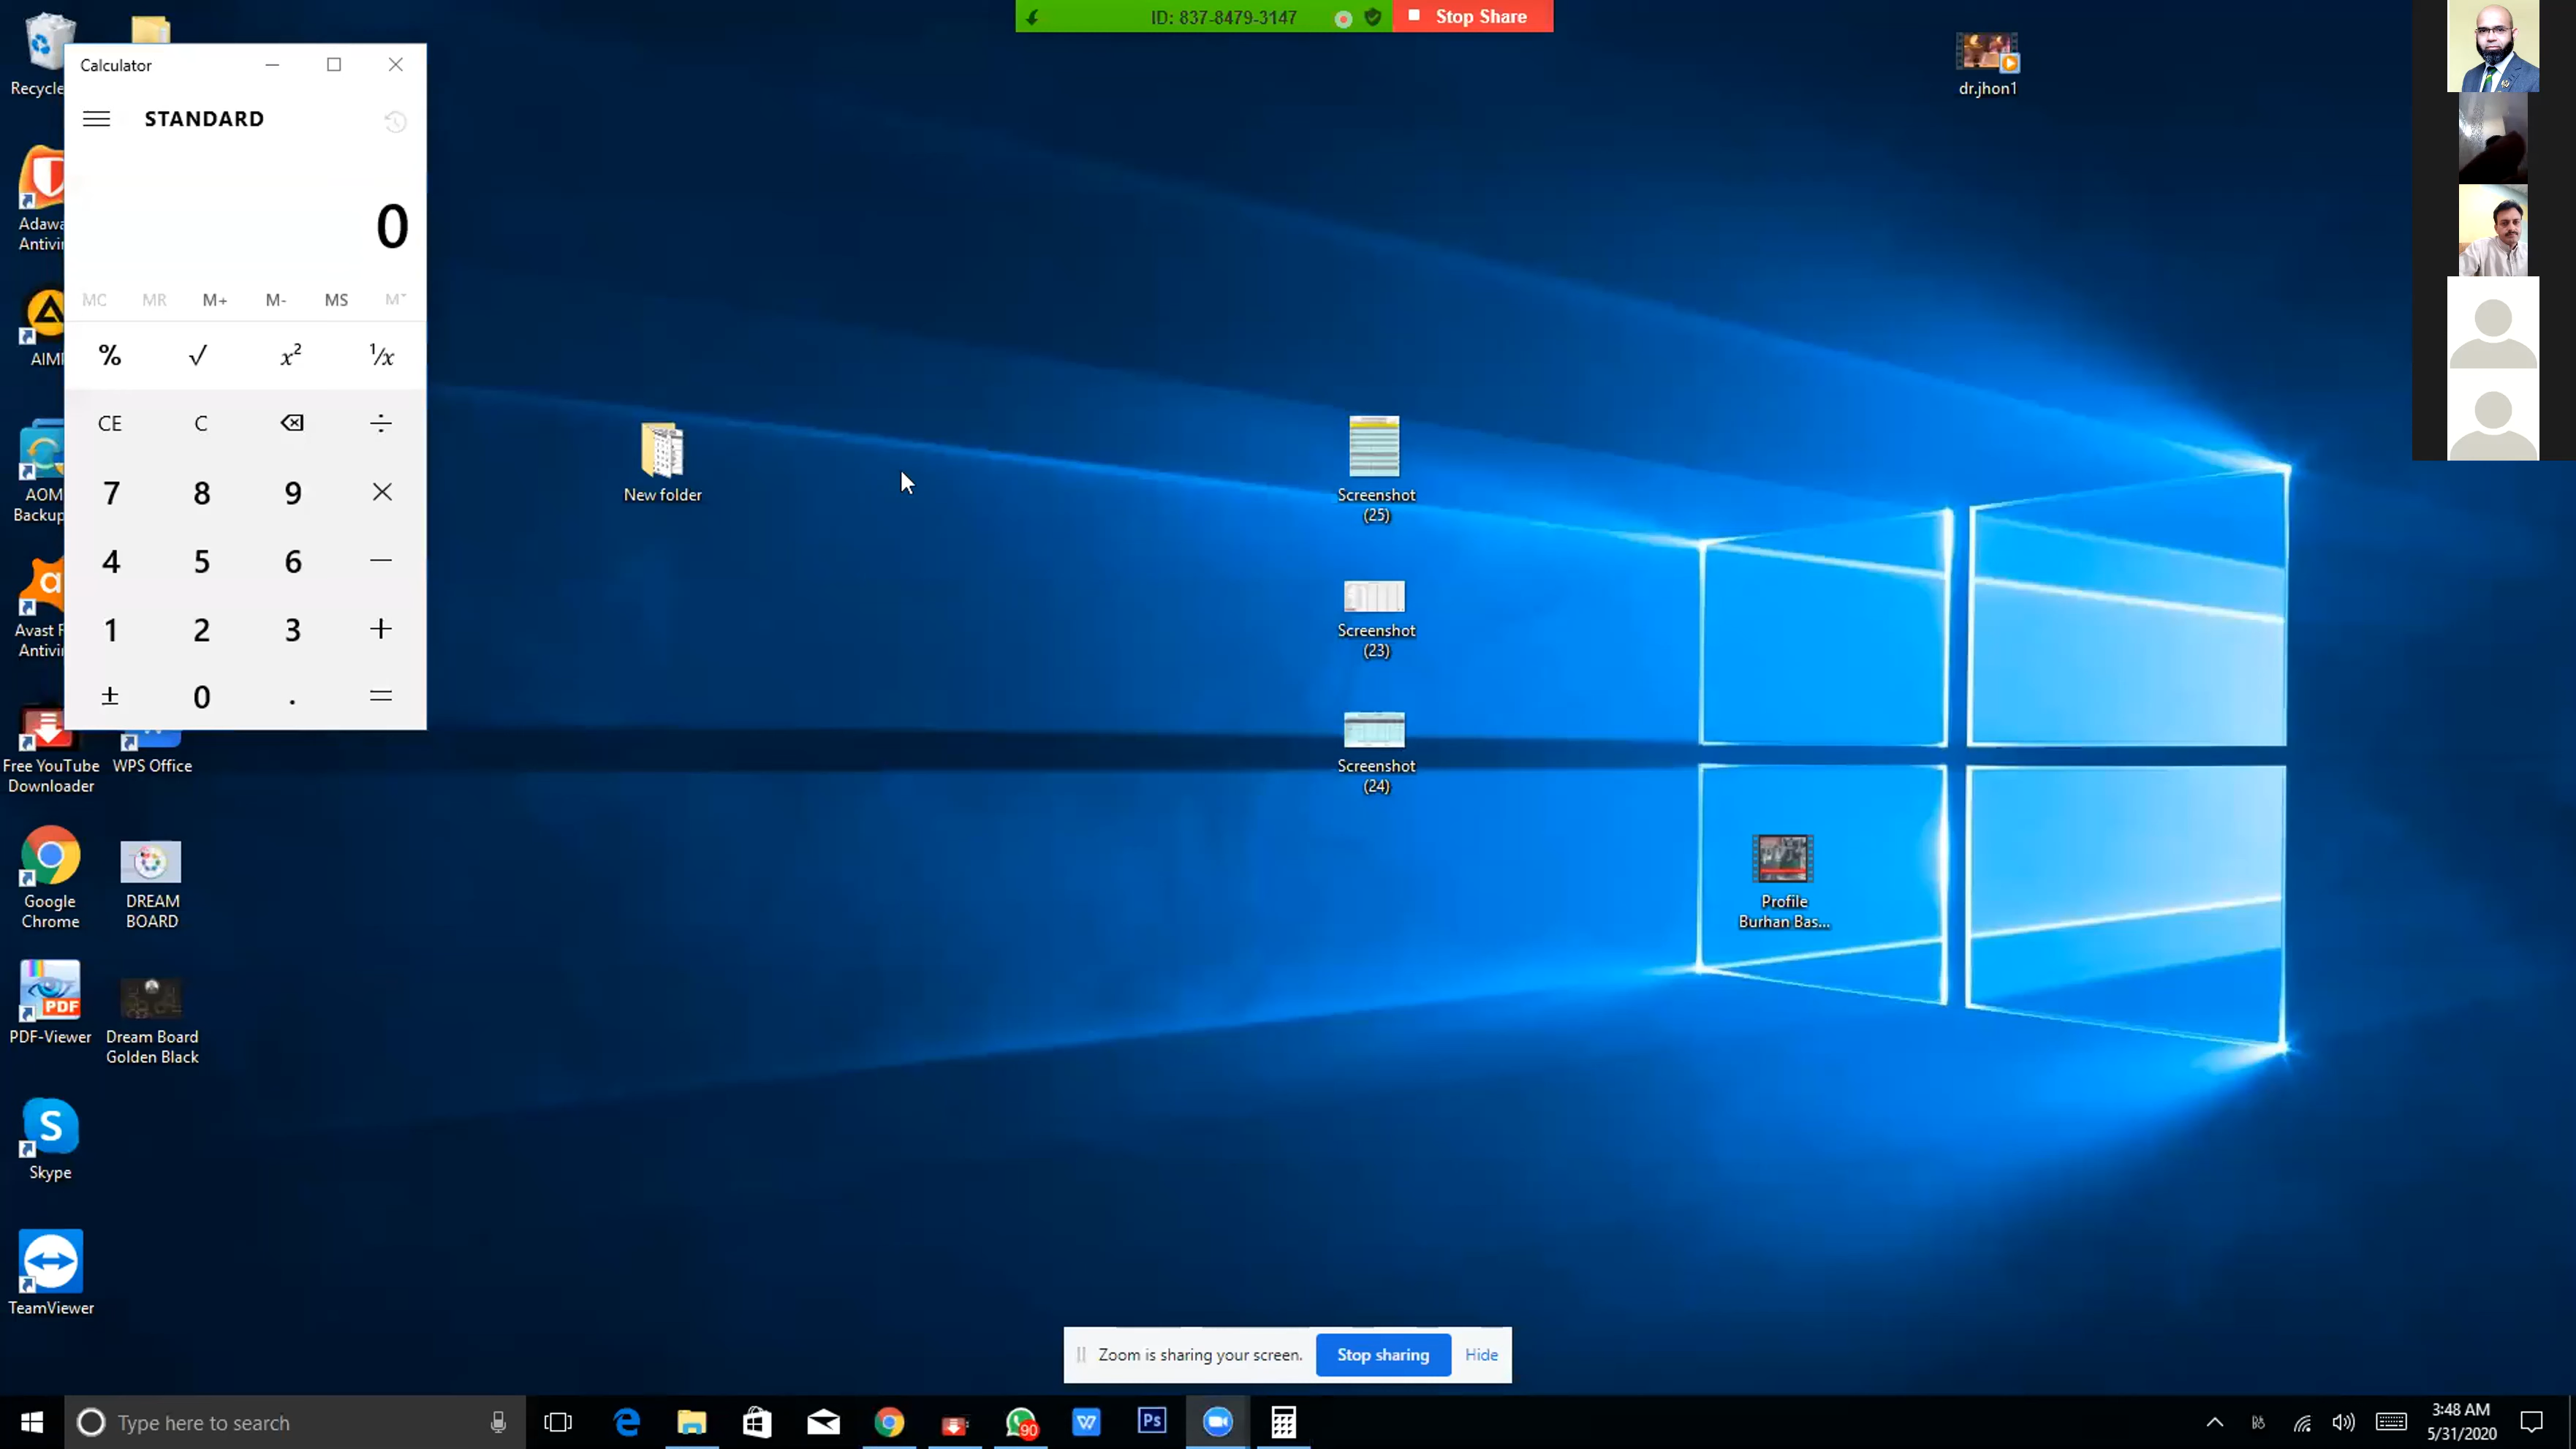 ID: 837-8479-3147
Stop Share
Recycle
Calculator
STANDARD
0
MC MR M+ M- MS M
% √ x² ¹/x
CE C ÷
7 8 9 ×
4 5 6 −
1 2 3 +
± 0 . =
Adawa
Antivi
AIM
AOM
Backup
Avast F
Antivi
Free YouTube
Downloader
WPS Office
Google
Chrome
DREAM
BOARD
PDF
PDF-Viewer
Dream Board
Golden Black
Skype
TeamViewer
New folder
Screenshot
(25)
Screenshot
(23)
Screenshot
(24)
dr.jhon1
Profile
Burhan Bas...
Zoom is sharing your screen.
Stop sharing
Hide
Type here to search
90
Ps
3:48 AM
5/31/2020